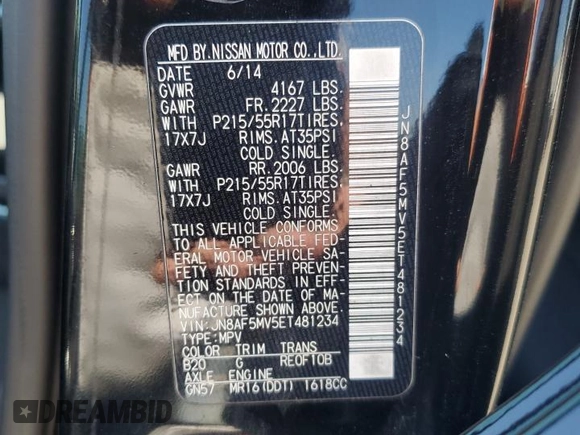 MFD BY.NISSAN MOTOR CO.,LTD.
DATE 6/14
GVWR 4167 LBS.
GAWR FR. 2227 LBS.
WITH P215/55R17TIRES,
17X7J RIMS. AT35PSI
COLD SINGLE.
GAWR RR. 2006 LBS.
WITH P215/55R17TIRES,
17X7J RIMS. AT35PSI
COLD SINGLE.
THIS VEHICLE CONFORMS
TO ALL APPLICABLE FED-
ERAL MOTOR VEHICLE SA-
FETY AND THEFT PREVEN-
TION STANDARDS IN EFF-
ECT ON THE DATE OF MA-
NUFACTURE SHOWN ABOVE.
VIN:JN8AF5MV5ET481234
TYPE:MPV
COLOR TRIM TRANS
B20 G RE0F10B
AXLE ENGINE
GN57 MR16(DDT) 1618CC
JN8AF5MV5ET481234
DREAMBID